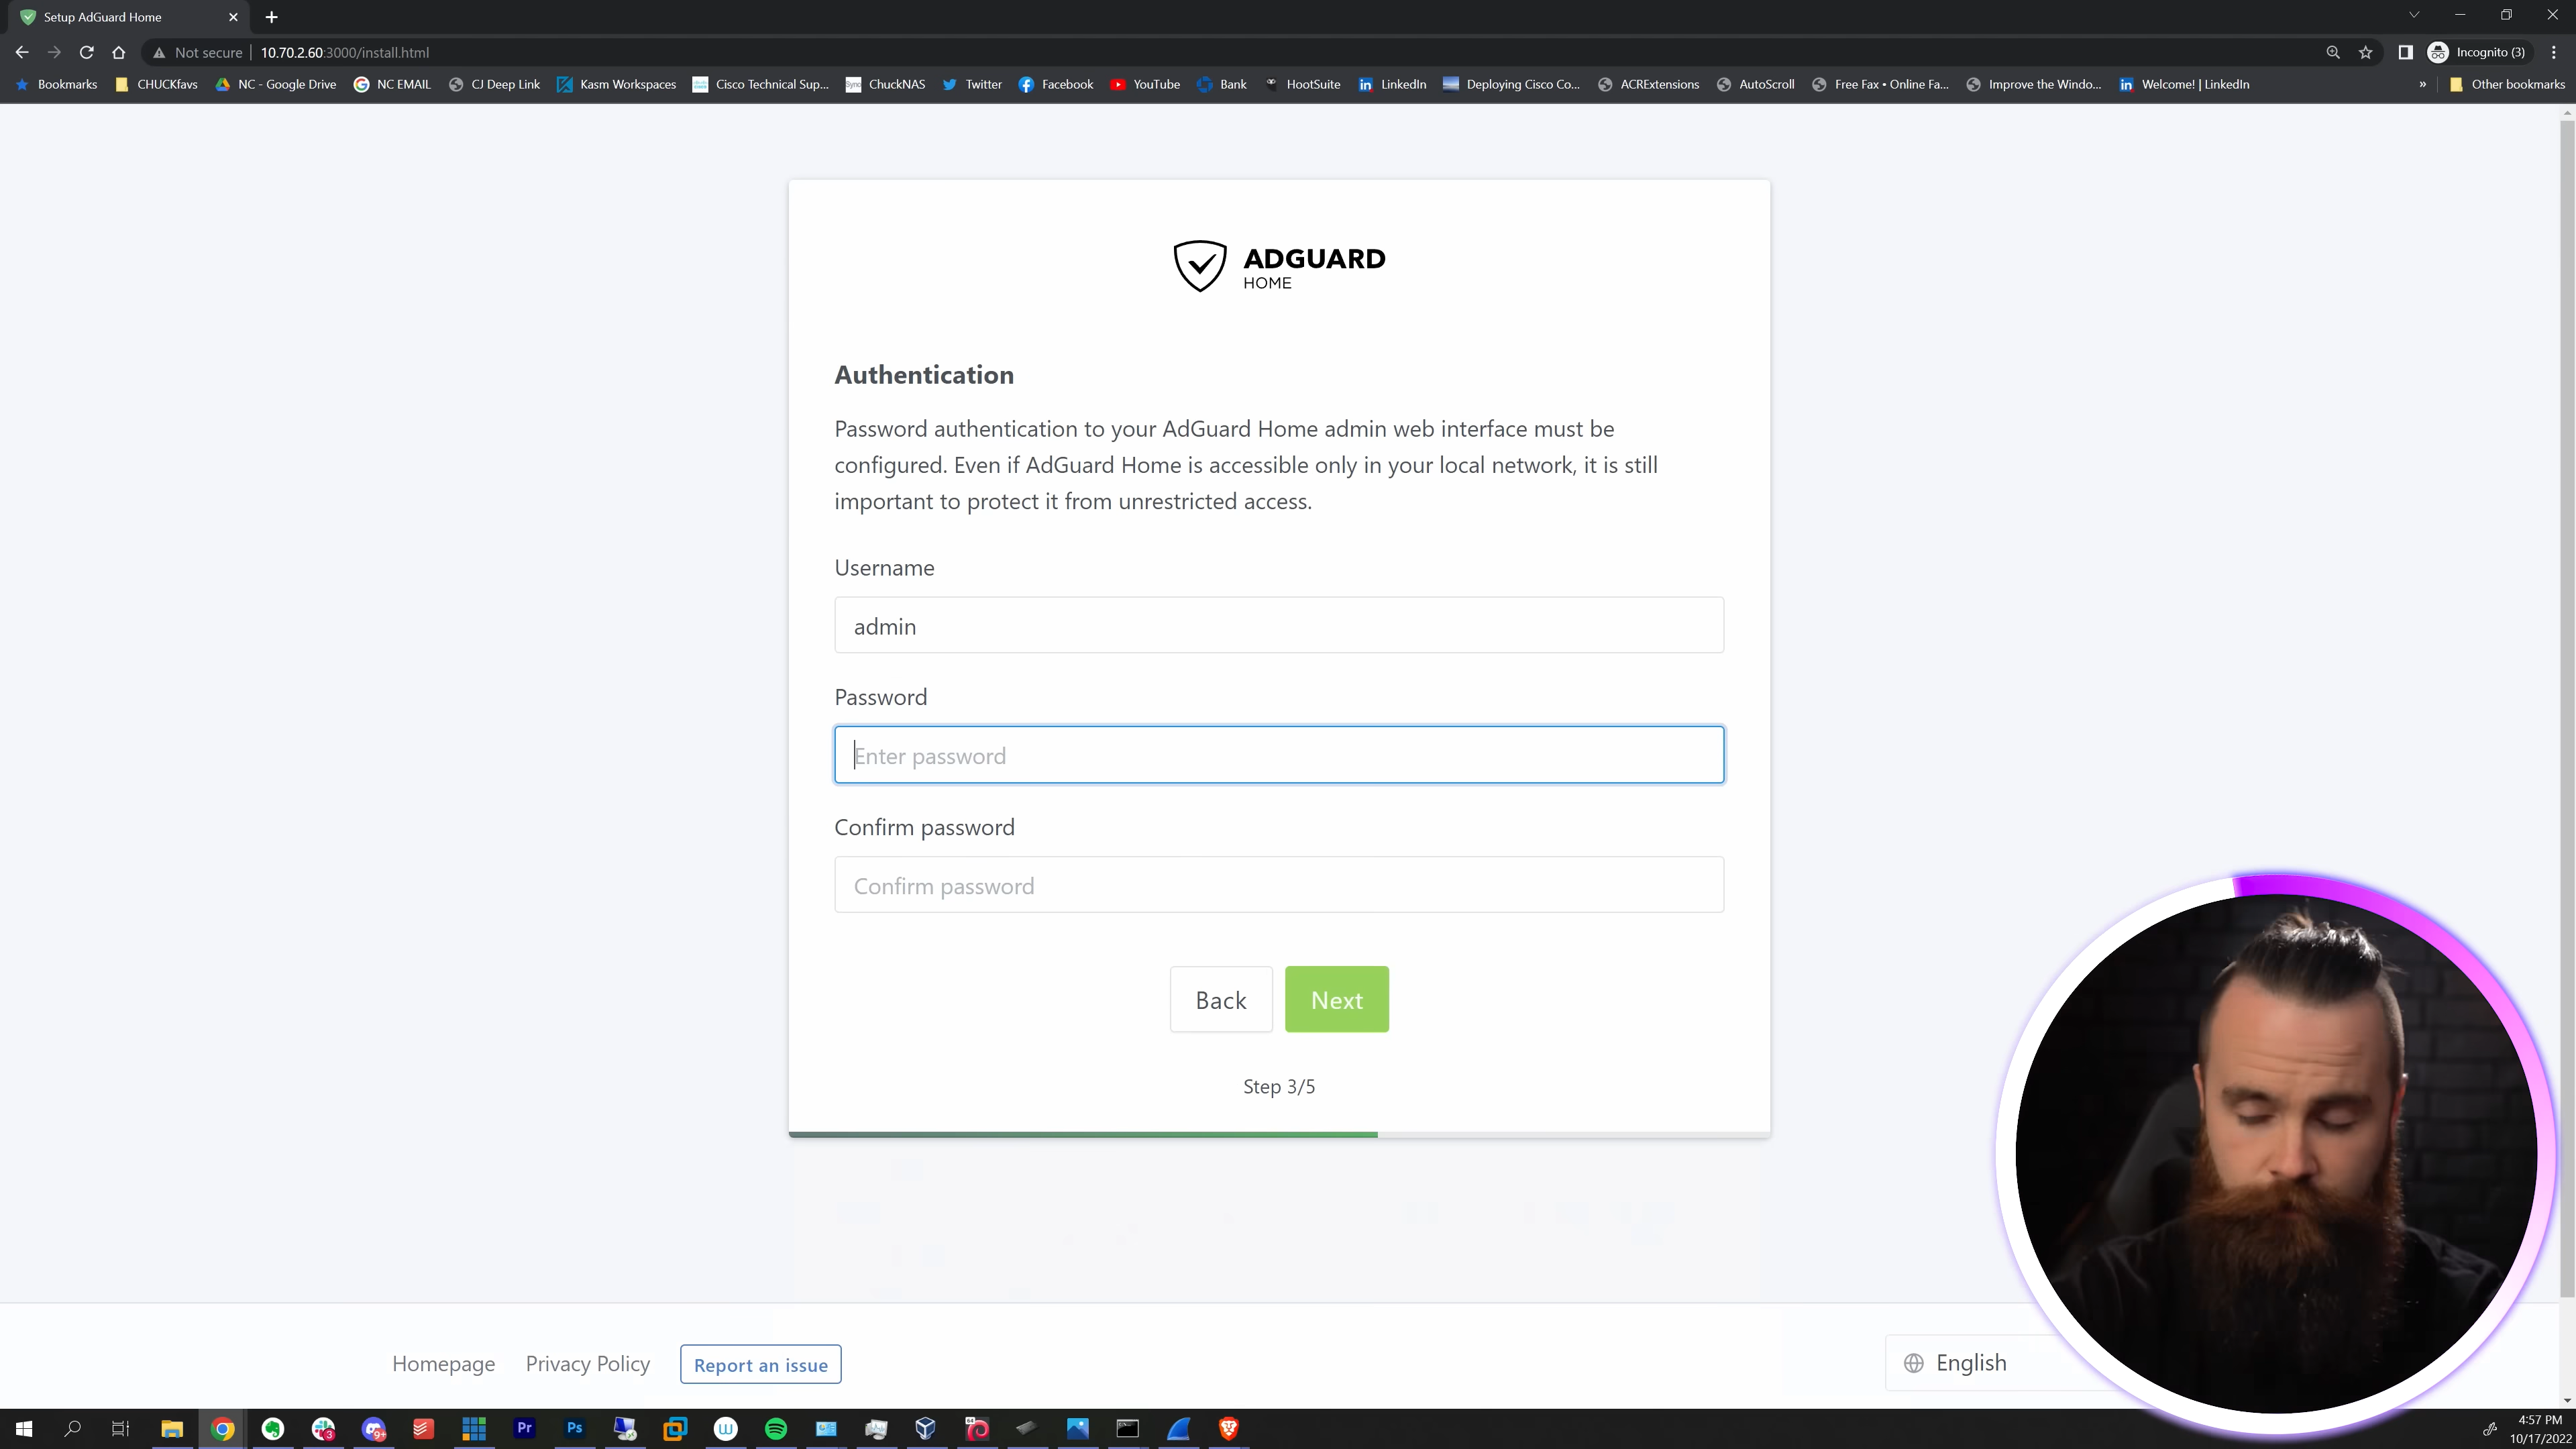 Setup AdGuard Home
Not secure
10.70.2.60:3000/install.html
Incognito (3)
Bookmarks
CHUCKfavs
NC - Google Drive
NC EMAIL
CJ Deep Link
Kasm Workspaces
Cisco Technical Sup...
ChuckNAS
Twitter
Facebook
YouTube
Bank
HootSuite
LinkedIn
Deploying Cisco Co...
ACRExtensions
AutoScroll
Free Fax • Online Fa...
Improve the Windo...
Welcome! | LinkedIn
»
Other bookmarks
ADGUARD
HOME
Authentication
Password authentication to your AdGuard Home admin web interface must be
configured. Even if AdGuard Home is accessible only in your local network, it is still
important to protect it from unrestricted access.
Username
admin
Password
Enter password
Confirm password
Confirm password
Back
Next
Step 3/5
Homepage
Privacy Policy
Report an issue
English
3
9+
Pr
Ps
64
4:57 PM
10/17/2022